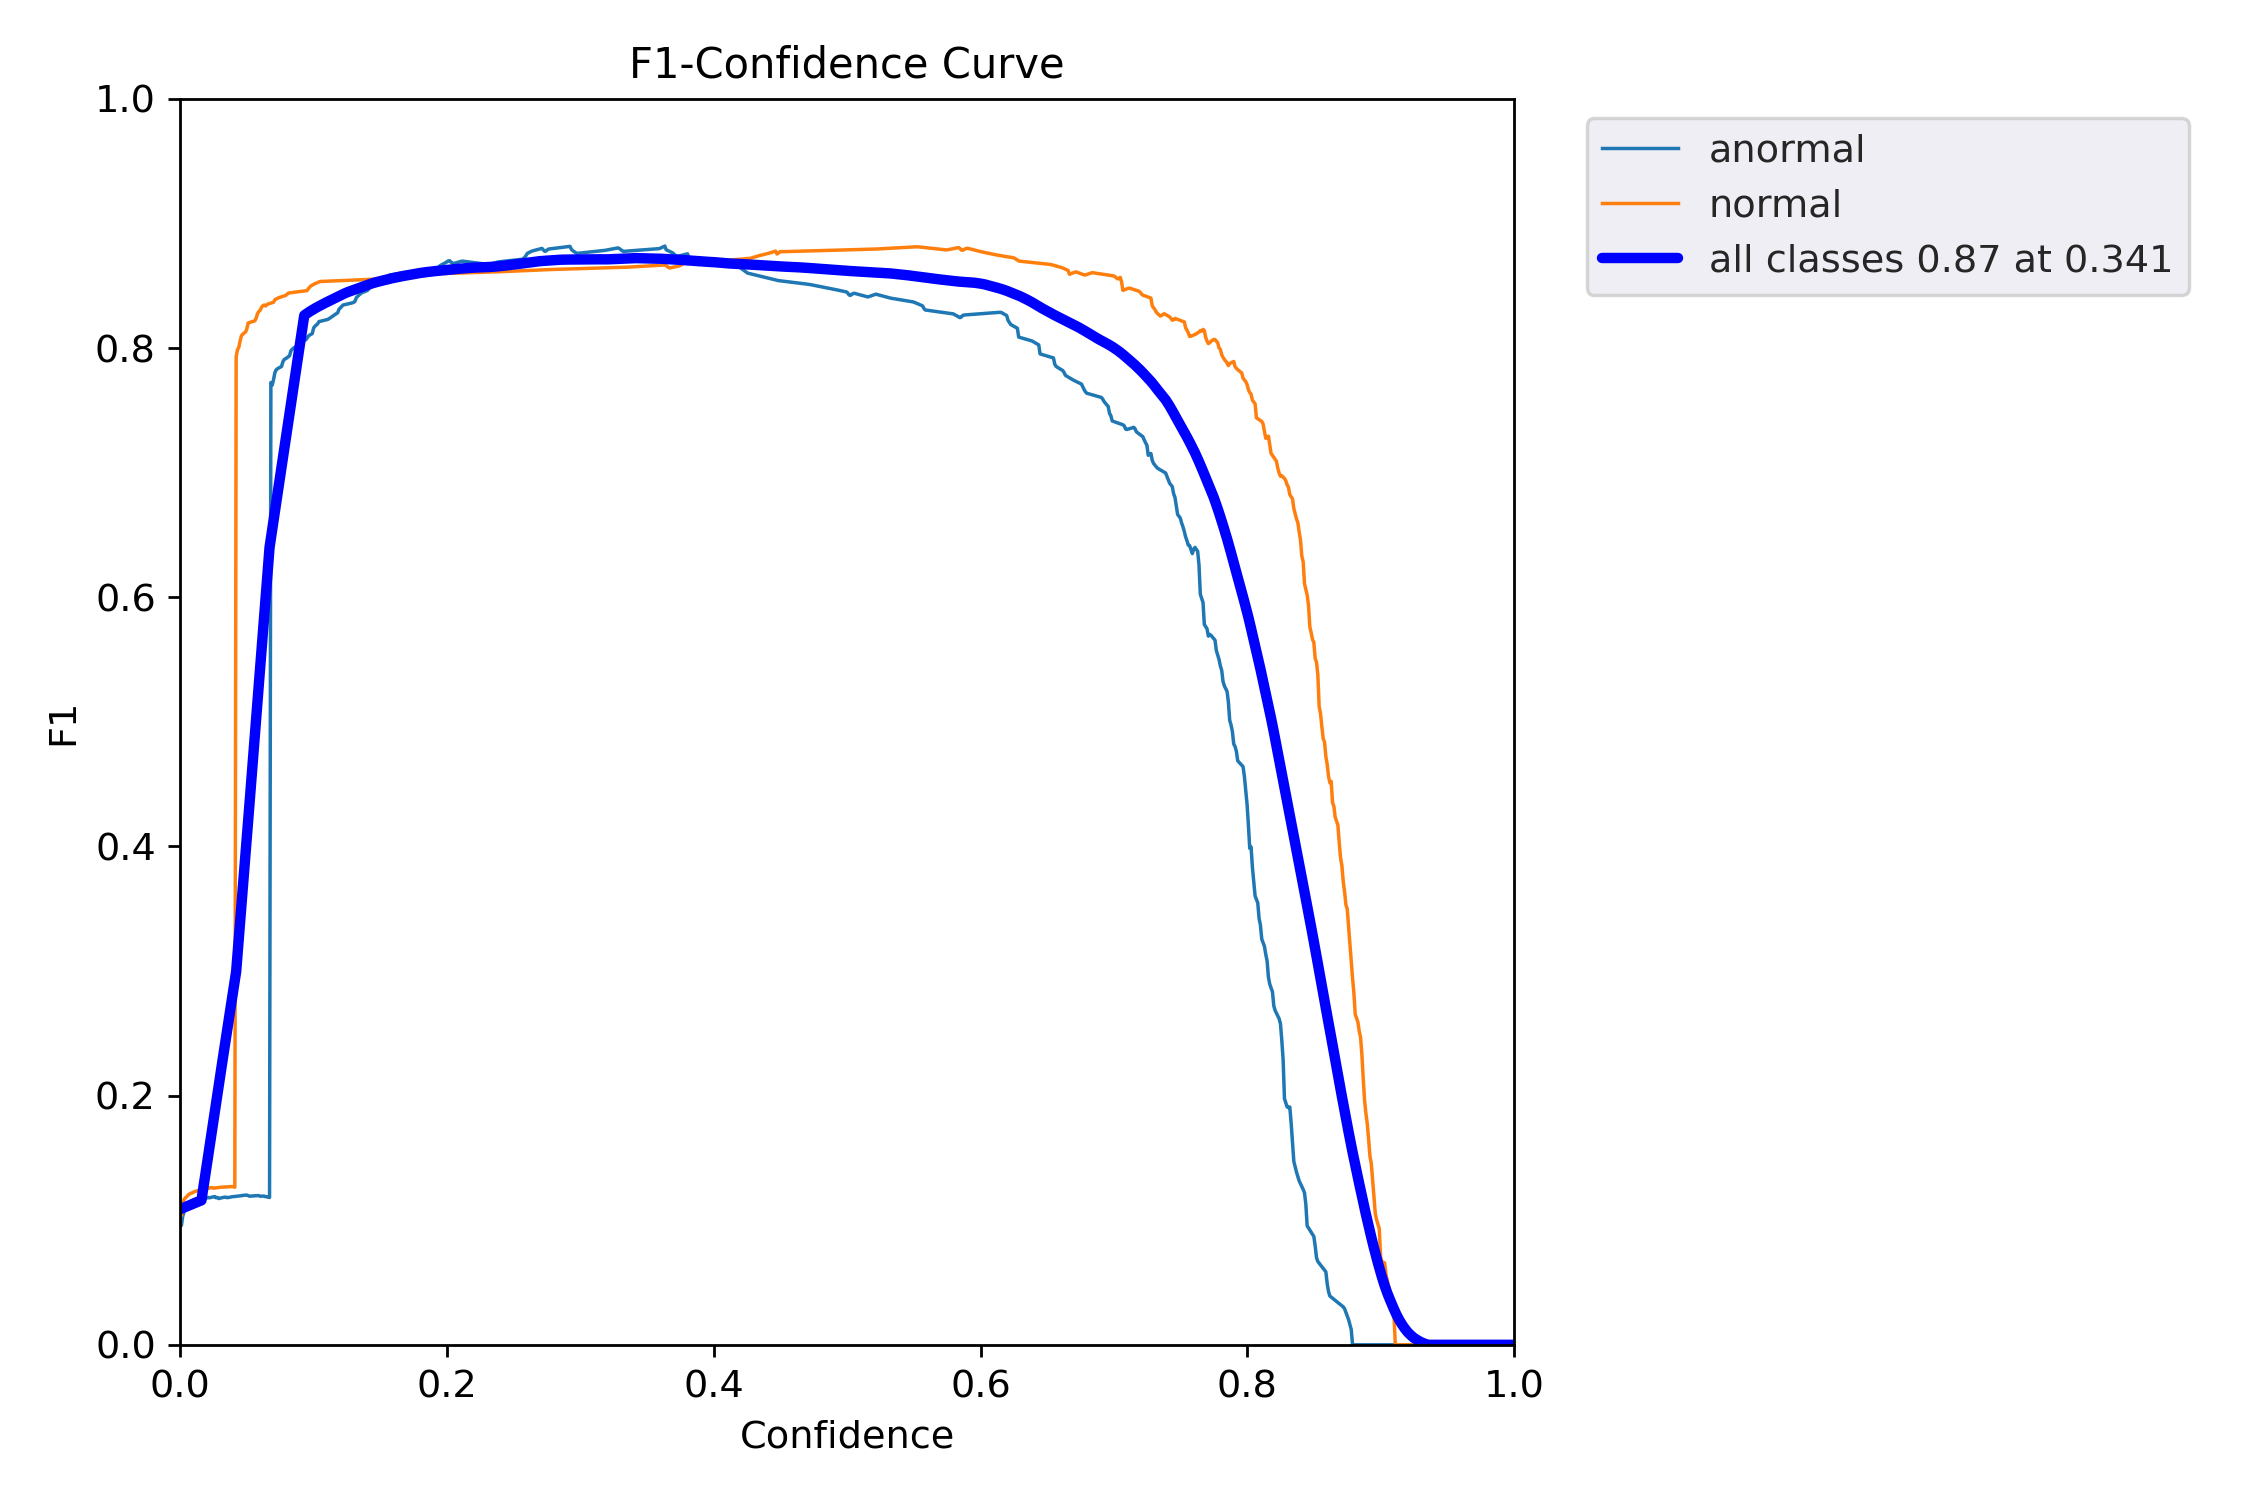 F1-Confidence Curve
anormal
normal
all classes 0.87 at 0.341
1.0
0.8
0.6
0.4
0.2
0.0
F1
0.0 0.2 0.4 0.6 0.8 1.0
Confidence